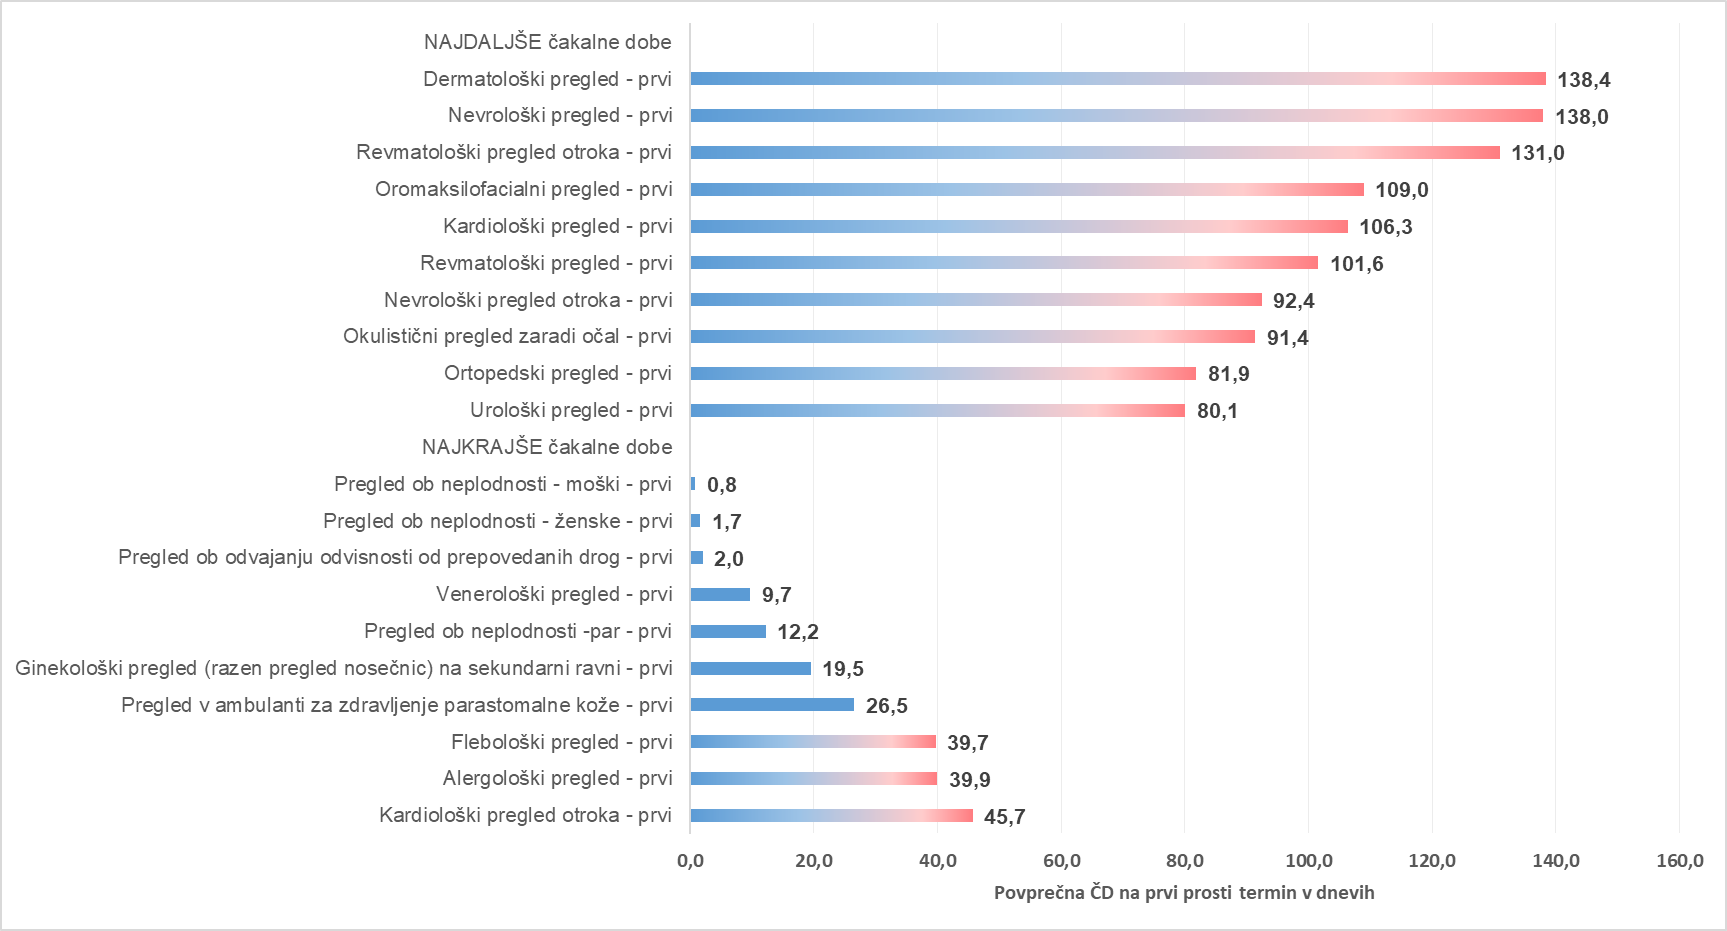 NAJDALJŠE čakalne dobe
Dermatološki pregled - prvi 138,4
Nevrološki pregled - prvi 138,0
Revmatološki pregled otroka - prvi 131,0
Oromaksilofacialni pregled - prvi 109,0
Kardiološki pregled - prvi 106,3
Revmatološki pregled - prvi 101,6
Nevrološki pregled otroka - prvi 92,4
Okulistični pregled zaradi očal - prvi 91,4
Ortopedski pregled - prvi 81,9
Urološki pregled - prvi 80,1
NAJKRAJŠE čakalne dobe
Pregled ob neplodnosti - moški - prvi 0,8
Pregled ob neplodnosti - ženske - prvi 1,7
Pregled ob odvajanju odvisnosti od prepovedanih drog - prvi 2,0
Venerološki pregled - prvi 9,7
Pregled ob neplodnosti -par - prvi 12,2
Ginekološki pregled (razen pregled nosečnic) na sekundarni ravni - prvi 19,5
Pregled v ambulanti za zdravljenje parastomalne kože - prvi 26,5
Flebološki pregled - prvi 39,7
Alergološki pregled - prvi 39,9
Kardiološki pregled otroka - prvi 45,7
0,0 20,0 40,0 60,0 80,0 100,0 120,0 140,0 160,0
Povprečna ČD na prvi prosti termin v dnevih